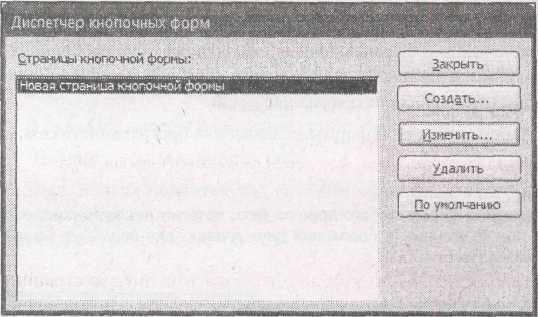 Диспетчер кнопочных форм
Страницы кнопочной формы:
Новая страница кнопочной формы
Закрыть
Создать...
Изменить...
Удалить
По умолчанию